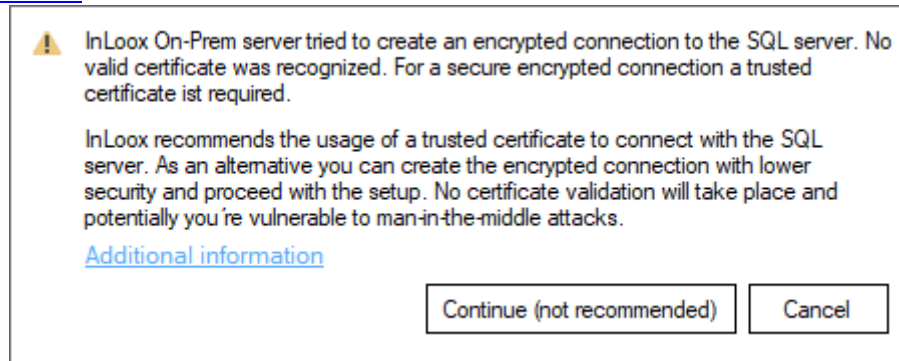 InLoox On-Prem server tried to create an encrypted connection to the SQL server. No
valid certificate was recognized. For a secure encrypted connection a trusted
certificate ist required.
InLoox recommends the usage of a trusted certificate to connect with the SQL
server. As an alternative you can create the encrypted connection with lower
security and proceed with the setup. No certificate validation will take place and
potentially you´re vulnerable to man-in-the-middle attacks.
Additional information
Continue (not recommended)
Cancel